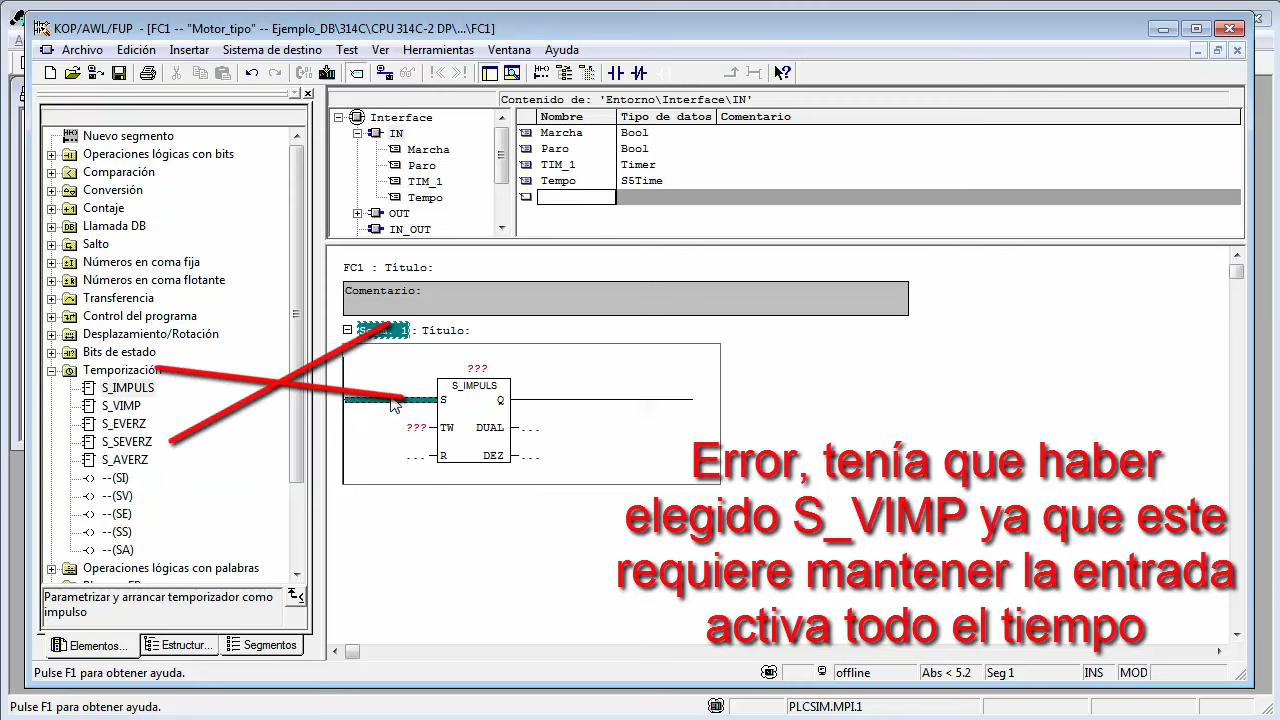 KOP/AWL/FUP - [FC1 -- "Motor_tipo" -- Ejemplo_DB\314C\CPU 314C-2 DP\...\FC1]
Archivo Edición Insertar Sistema de destino Test Ver Herramientas Ventana Ayuda
Contenido de: 'Entorno\Interface\IN'
Interface
IN
Marcha
Paro
TIM_1
Tempo
OUT
IN_OUT
Nombre Tipo de datos Comentario
Marcha Bool
Paro Bool
TIM_1 Timer
Tempo S5Time
Nuevo segmento
Operaciones lógicas con bits
Comparación
Conversión
Contaje
Llamada DB
Salto
Números en coma fija
Números en coma flotante
Transferencia
Control del programa
Desplazamiento/Rotación
Bits de estado
Temporización
S_IMPULS
S_VIMP
S_EVERZ
S_SEVERZ
S_AVERZ
--(SI)
--(SV)
--(SE)
--(SS)
--(SA)
Operaciones lógicas con palabras
Parametrizar y arrancar temporizador como
impulso
Elementos... Estructur... Segmentos
FC1 : Título:
Comentario:
: Título:
???
S_IMPULS
S Q
??? TW DUAL ...
... R DEZ ...
Error, tenía que haber
elegido S_VIMP ya que este
requiere mantener la entrada
activa todo el tiempo
Pulse F1 para obtener ayuda. offline Abs < 5.2 Seg 1 INS MOD
Pulse F1 para obtener ayuda. PLCSIM.MPI.1